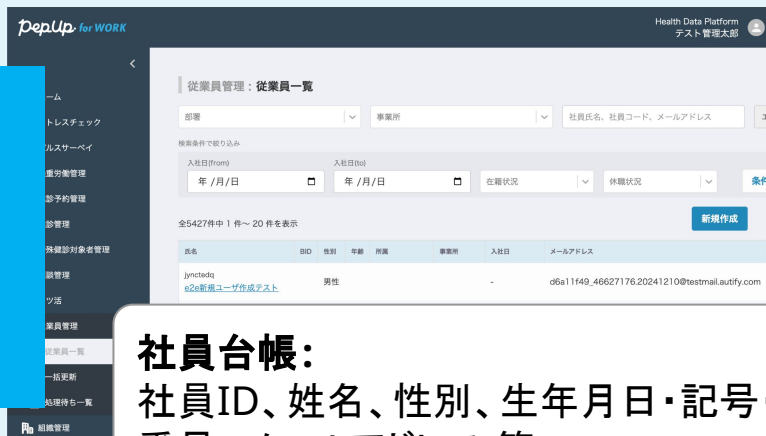 PepUp for WORK
Health Data Platform
テスト管理太郎
ーム
トレスチェック
ルスサーベイ
重労働管理
診予約管理
診管理
殊健診対象者管理
談管理
ツ活
業員管理
従業員一覧
一括更新
処理待ち一覧
組織管理
従業員管理：従業員一覧
部署 事業所 社員氏名、社員コード、メールアドレス
検索条件で絞り込み
入社日(from) 入社日(to)
年 /月/日 年 /月/日 在籍状況 休職状況 条件
新規作成
全5427件中 1 件〜 20 件を表示
氏名 BID 性別 年齢 所属 事業所 入社日 メールアドレス
jynctedq
e2e新規ユーザ作成テスト 男性 - d6a11f49_46627176.20241210@testmail.autify.com
社員台帳：
社員ID、姓名、性別、生年月日・記号